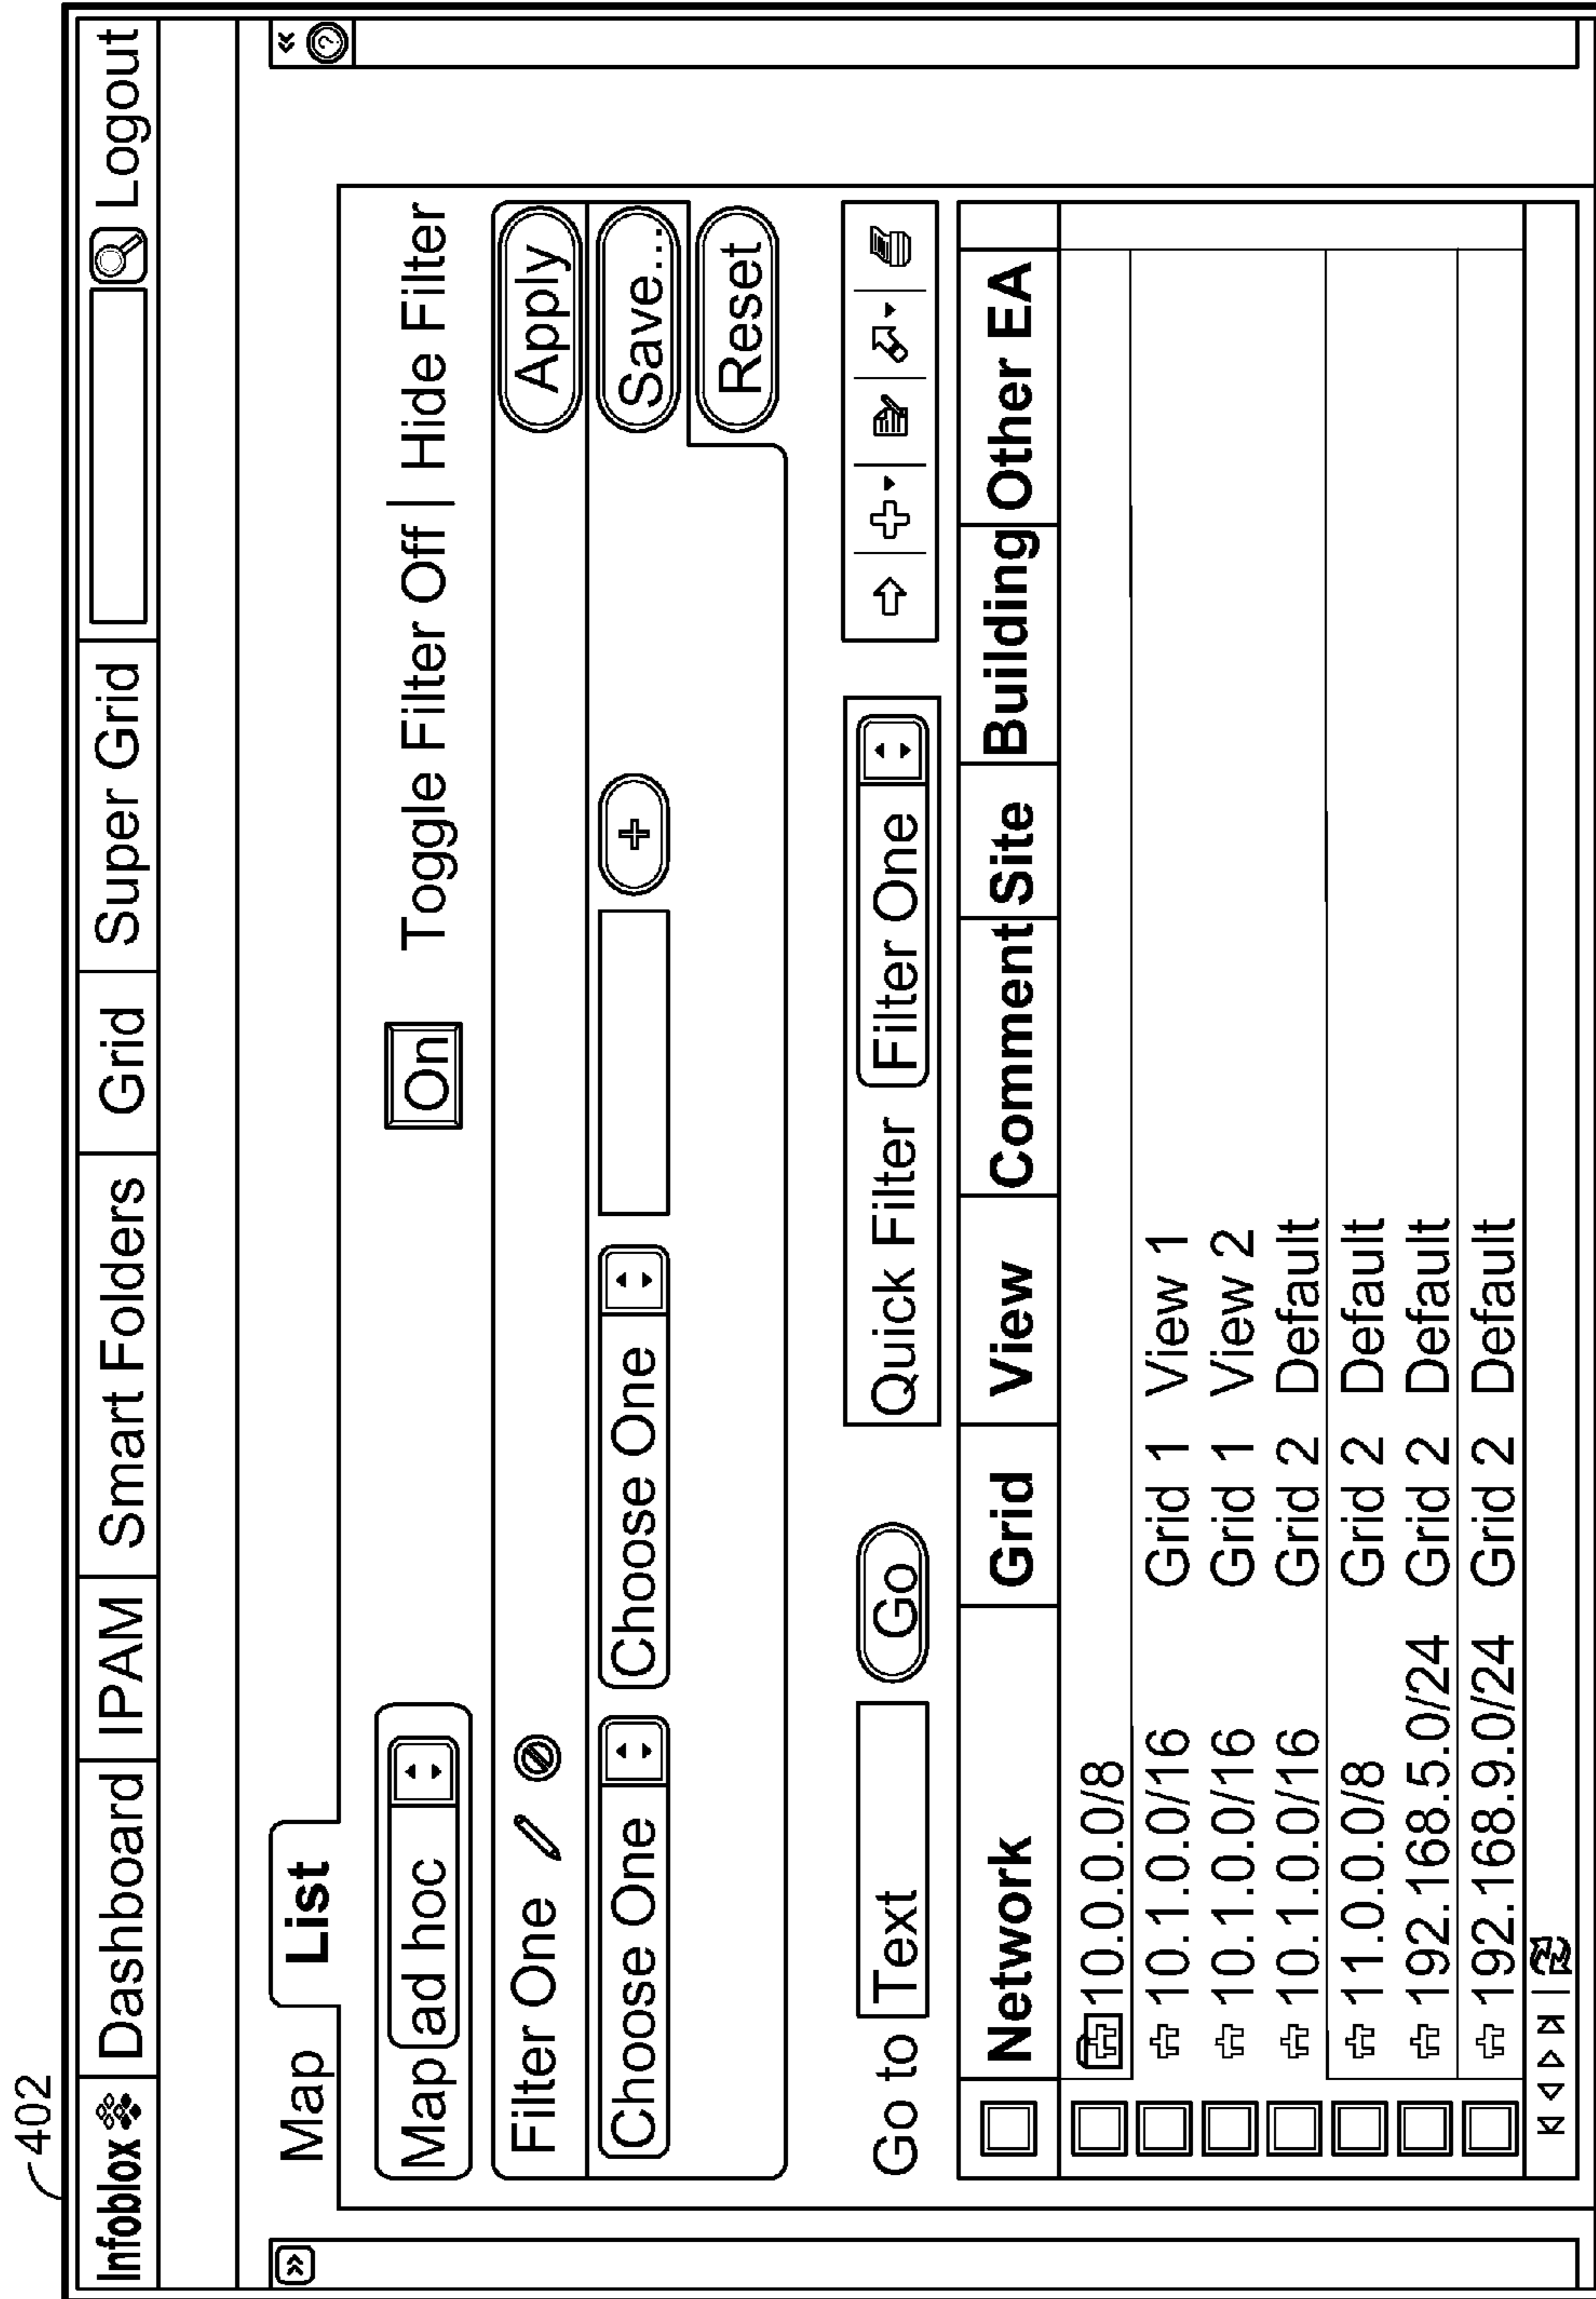 402
Infoblox Dashboard IPAM Smart Folders Grid Super Grid Logout
Map List
Map ad hoc On Toggle Filter Off | Hide Filter
Filter One Apply
Choose One Choose One + Save...
Reset
Go to Text Go Quick Filter Filter One
Network Grid View Comment Site Building Other EA
10.0.0.0/8
10.1.0.0/16 Grid 1 View 1
10.1.0.0/16 Grid 1 View 2
10.1.0.0/16 Grid 2 Default
11.0.0.0/8 Grid 2 Default
192.168.5.0/24 Grid 2 Default
192.168.9.0/24 Grid 2 Default